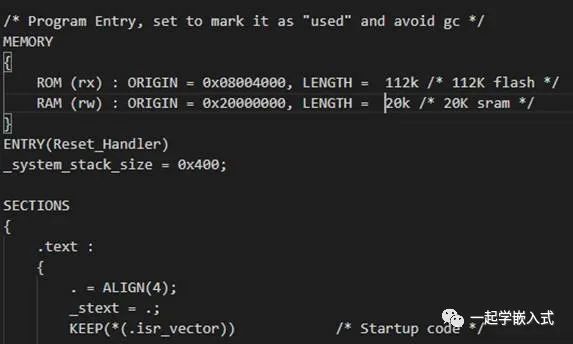 /* Program Entry, set to mark it as "used" and avoid gc */
MEMORY
{
    ROM (rx) : ORIGIN = 0x08004000, LENGTH =  112k /* 112K flash */
    RAM (rw) : ORIGIN = 0x20000000, LENGTH =  20k /* 20K sram */
}
ENTRY(Reset_Handler)
_system_stack_size = 0x400;

SECTIONS
{
    .text :
    {
        . = ALIGN(4);
        _stext = .;
        KEEP(*(.isr_vector))            /* Startup code */
一起学嵌入式